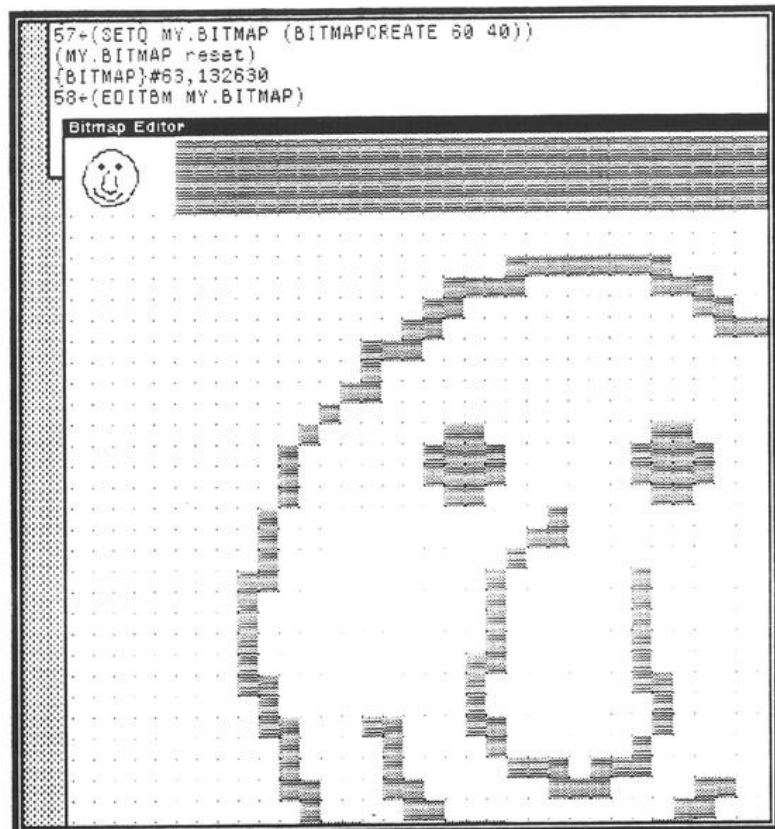 57←(SETQ MY.BITMAP (BITMAPCREATE 60 40))
(MY.BITMAP reset)
{BITMAP}#63,132630
58←(EDITBM MY.BITMAP)
Bitmap Editor